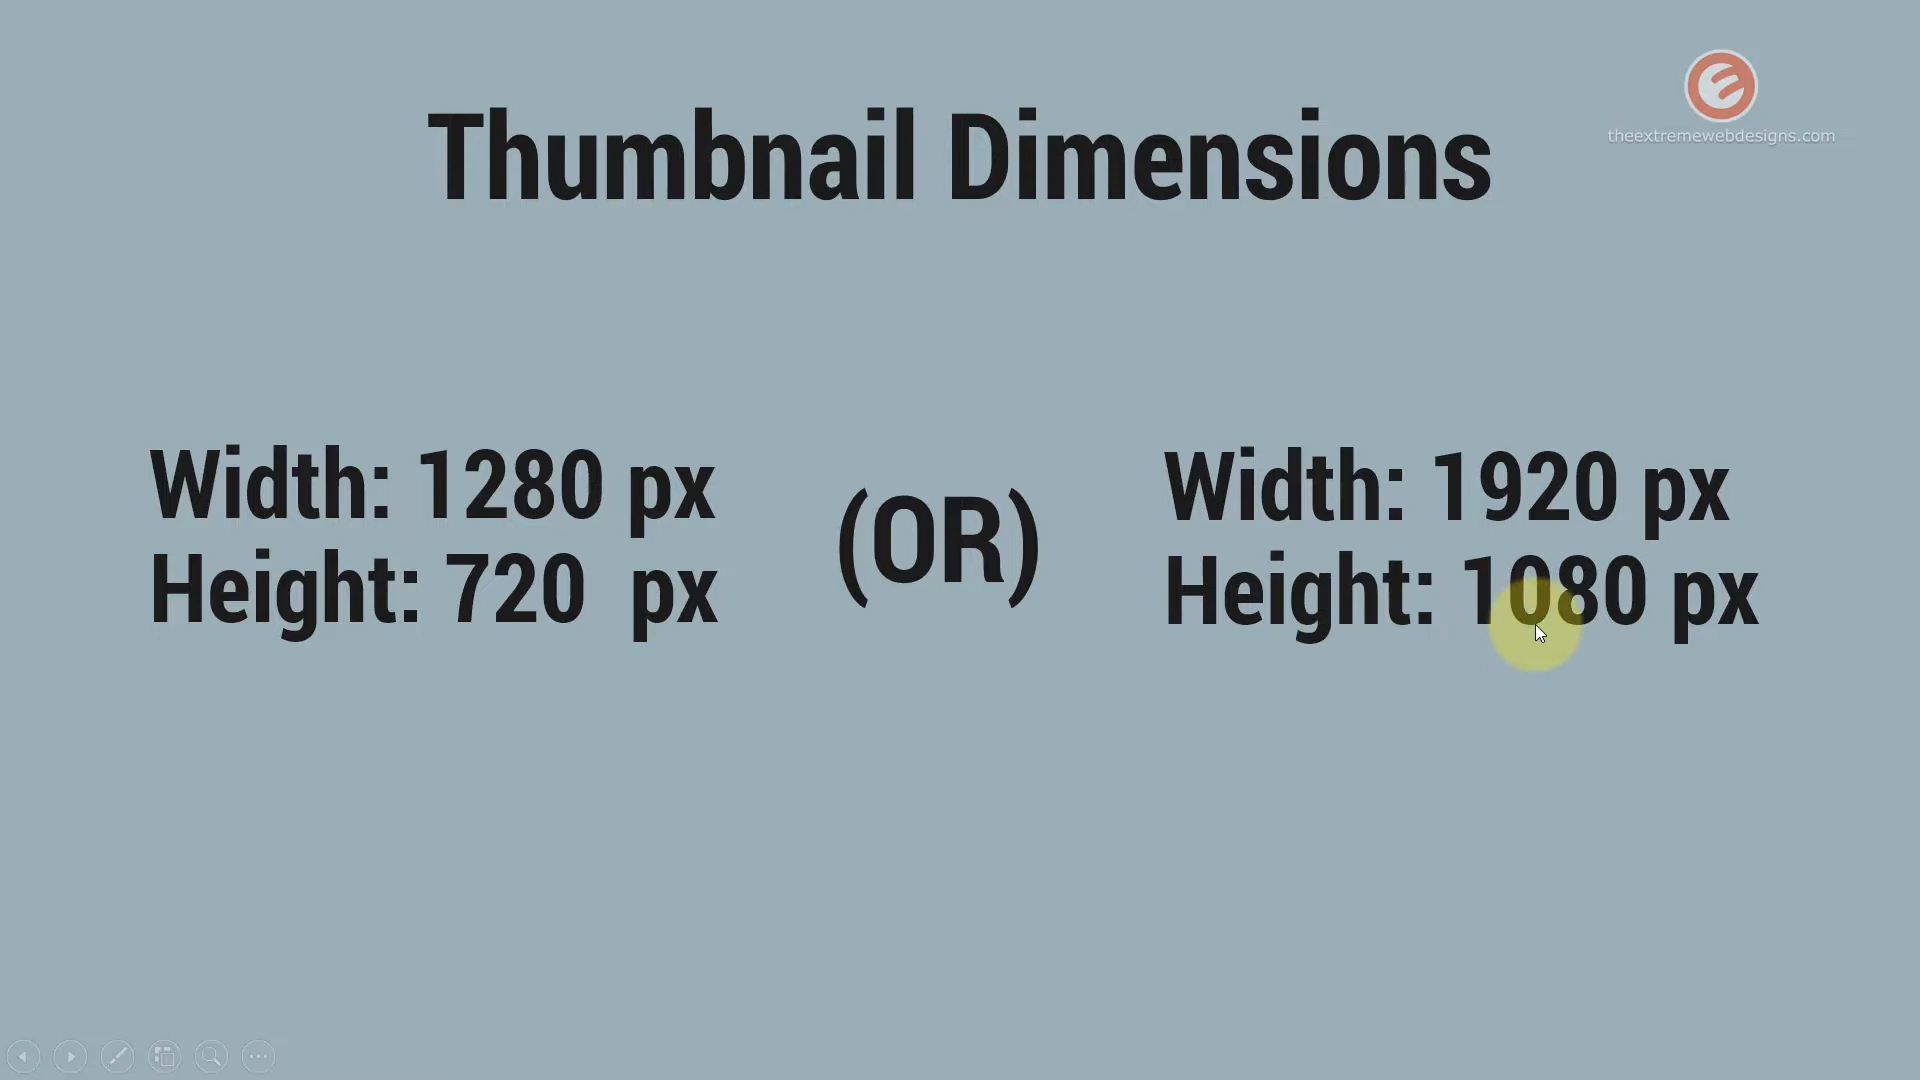 theextremewebdesigns.com
Thumbnail Dimensions
Width: 1280 px
Height: 720 px
(OR)
Width: 1920 px
Height: 1080 px